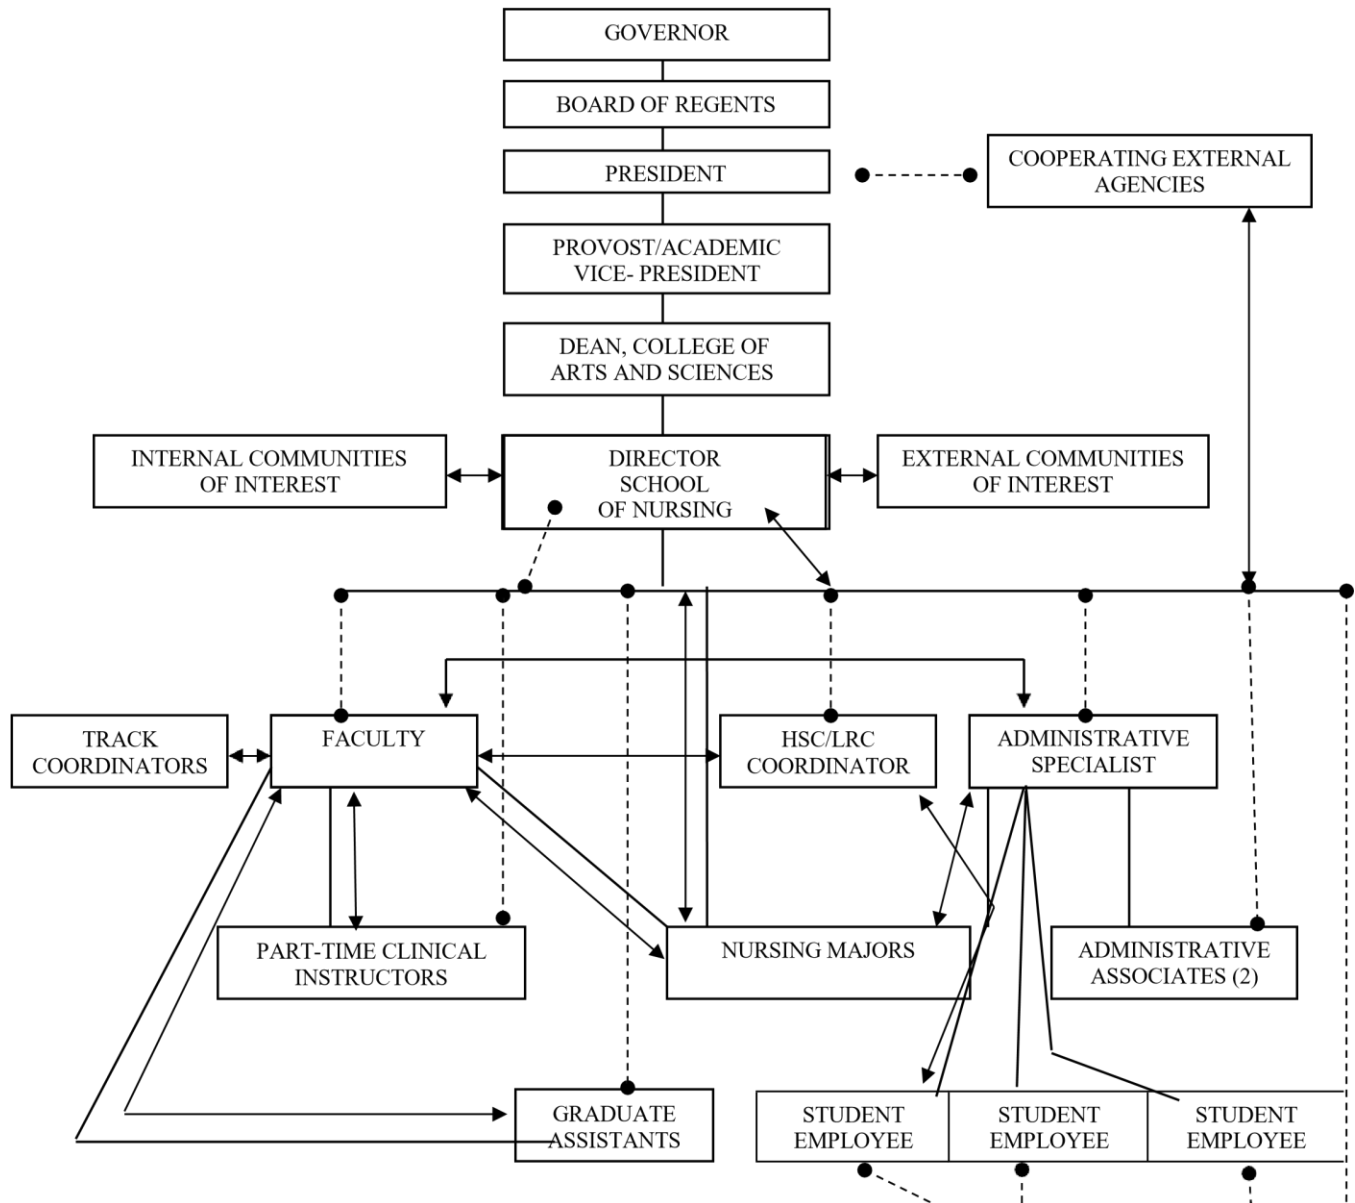 GOVERNOR
BOARD OF REGENTS
PRESIDENT
COOPERATING EXTERNAL
AGENCIES
PROVOST/ACADEMIC
VICE- PRESIDENT
DEAN, COLLEGE OF
ARTS AND SCIENCES
INTERNAL COMMUNITIES
OF INTEREST
DIRECTOR
SCHOOL
OF NURSING
EXTERNAL COMMUNITIES
OF INTEREST
TRACK
COORDINATORS
FACULTY
HSC/LRC
COORDINATOR
ADMINISTRATIVE
SPECIALIST
PART-TIME CLINICAL
INSTRUCTORS
NURSING MAJORS
ADMINISTRATIVE
ASSOCIATES (2)
GRADUATE
ASSISTANTS
STUDENT
EMPLOYEE
STUDENT
EMPLOYEE
STUDENT
EMPLOYEE